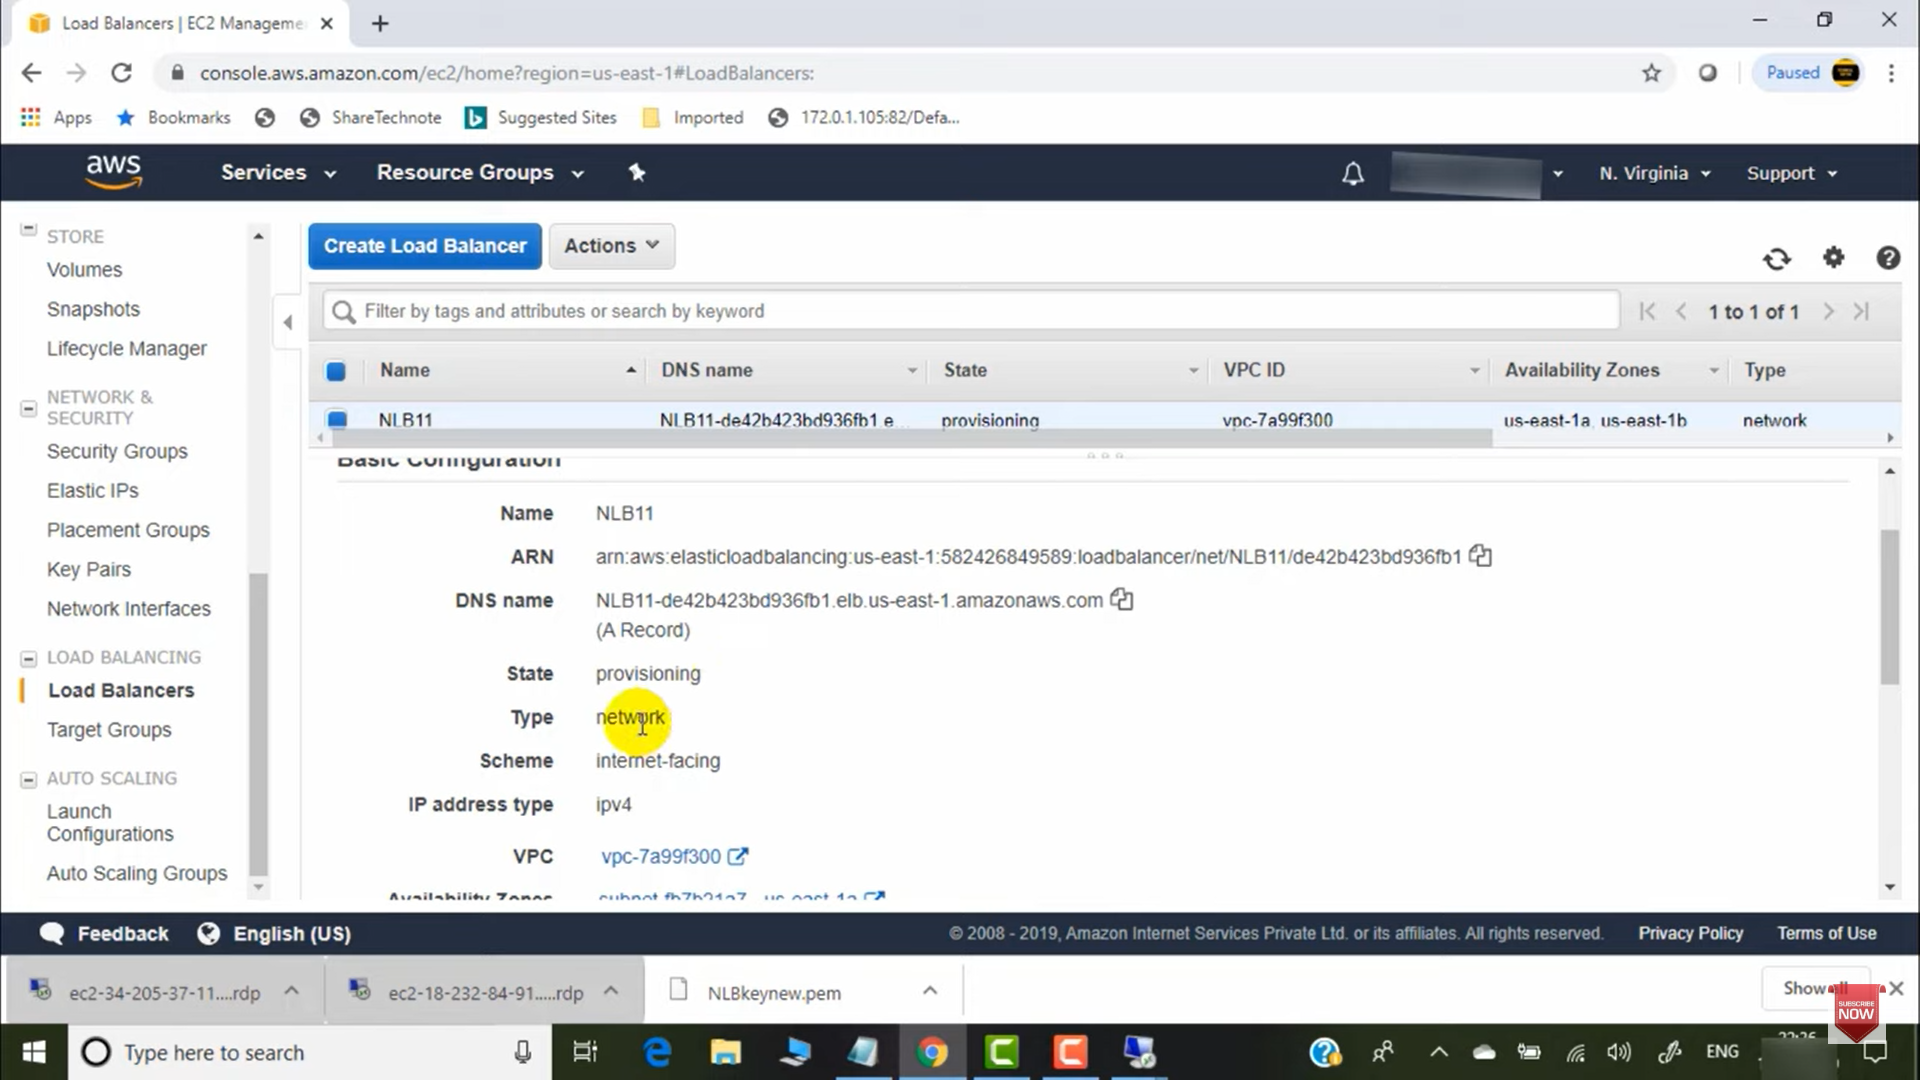 Load Balancers | EC2 Manageme
console.aws.amazon.com/ec2/home?region=us-east-1#LoadBalancers:
Paused
Apps
Bookmarks
ShareTechnote
Suggested Sites
Imported
172.0.1.105:82/Defa...
aws
Services
Resource Groups
N. Virginia
Support
STORE
Volumes
Snapshots
Lifecycle Manager
NETWORK &
SECURITY
Security Groups
Elastic IPs
Placement Groups
Key Pairs
Network Interfaces
LOAD BALANCING
Load Balancers
Target Groups
AUTO SCALING
Launch
Configurations
Auto Scaling Groups
Create Load Balancer
Actions
Filter by tags and attributes or search by keyword
1 to 1 of 1
Name DNS name State VPC ID Availability Zones Type
NLB11 NLB11-de42b423bd936fb1.e... provisioning vpc-7a99f300 us-east-1a, us-east-1b network
Basic Configuration
Name NLB11
ARN arn:aws:elasticloadbalancing:us-east-1:582426849589:loadbalancer/net/NLB11/de42b423bd936fb1
DNS name NLB11-de42b423bd936fb1.elb.us-east-1.amazonaws.com
(A Record)
State provisioning
Type network
Scheme internet-facing
IP address type ipv4
VPC vpc-7a99f300
Availability Zones subnet-fb7b21a7 - us-east-1a
Feedback
English (US)
© 2008 - 2019, Amazon Internet Services Private Ltd. or its affiliates. All rights reserved.
Privacy Policy
Terms of Use
ec2-34-205-37-11....rdp
ec2-18-232-84-91.....rdp
NLBkeynew.pem
Show all
SUBSCRIBE
NOW
Type here to search
ENG